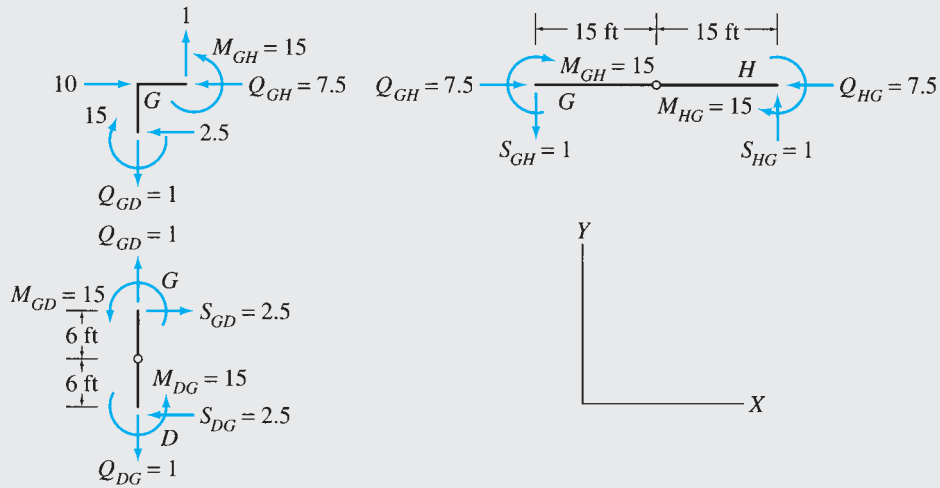 1
M_GH = 15
10
G
Q_GH = 7.5
15
2.5
Q_GD = 1
15 ft
15 ft
M_GH = 15
H
Q_GH = 7.5
Q_HG = 7.5
G
M_HG = 15
S_GH = 1
S_HG = 1
Q_GD = 1
G
M_GD = 15
S_GD = 2.5
6 ft
6 ft
M_DG = 15
S_DG = 2.5
D
Q_DG = 1
Y
X